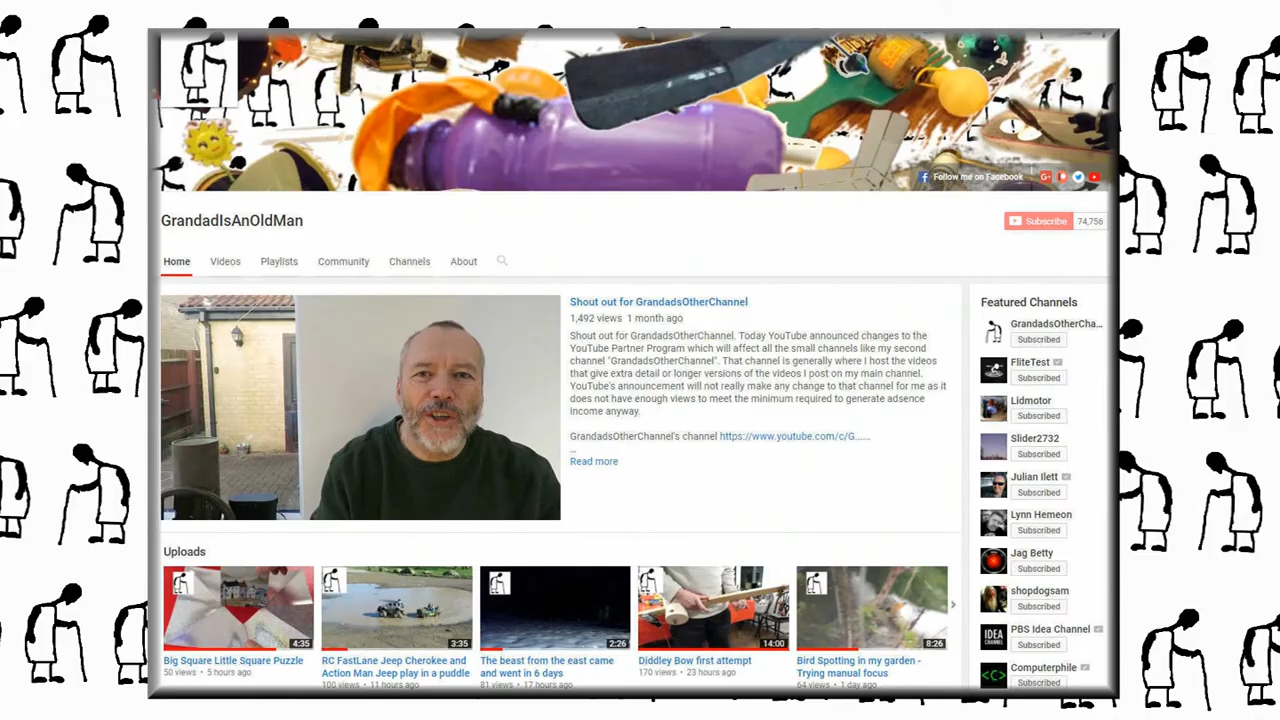 Follow me on Facebook
GrandadIsAnOldMan
Subscribe 74,756
Home Videos Playlists Community Channels About
Shout out for GrandadsOtherChannel
1,492 views 1 month ago
Shout out for GrandadsOtherChannel. Today YouTube announced changes to the
YouTube Partner Program which will affect all the small channels like my second
channel "GrandadsOtherChannel". That channel is generally where I host the videos
that give extra detail or longer versions of the videos I post on my main channel.
YouTube's announcement will not really make any change to that channel for me as it
does not have enough views to meet the minimum required to generate adsence
income anyway.
GrandadsOtherChannel's channel https://www.youtube.com/c/G......
...
Read more
Featured Channels
GrandadsOtherCha...
Subscribed
FliteTest
Subscribed
Lidmotor
Subscribed
Slider2732
Subscribed
Julian Ilett
Subscribed
Lynn Hemeon
Subscribed
Jag Betty
Subscribed
shopdogsam
Subscribed
IDEA
CHANNEL
PBS Idea Channel
Subscribed
<C>
Computerphile
Subscribed
Uploads
4:35
Big Square Little Square Puzzle
50 views • 5 hours ago
3:35
RC FastLane Jeep Cherokee and
Action Man Jeep play in a puddle
100 views • 11 hours ago
2:26
The beast from the east came
and went in 6 days
81 views • 17 hours ago
14:00
Diddley Bow first attempt
170 views • 23 hours ago
8:26
Bird Spotting in my garden -
Trying manual focus
64 views • 1 day ago